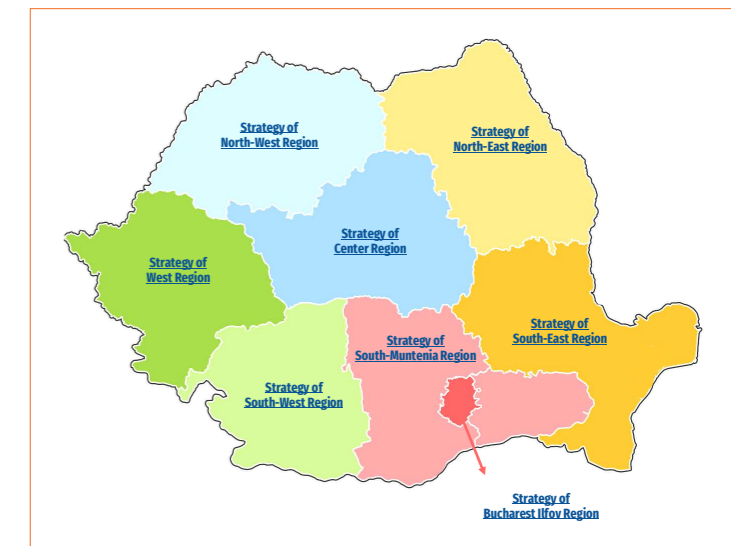 Strategy of
North-West Region
Strategy of
North-East Region
Strategy of
Center Region
Strategy of
West Region
Strategy of
South-East Region
Strategy of
South-Muntenia Region
Strategy of
South-West Region
Strategy of
Bucharest Ilfov Region